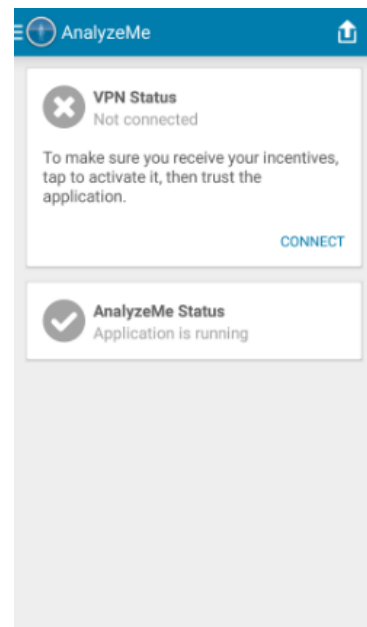 AnalyzeMe
VPN Status
Not connected
To make sure you receive your incentives,
tap to activate it, then trust the
application.
CONNECT
AnalyzeMe Status
Application is running